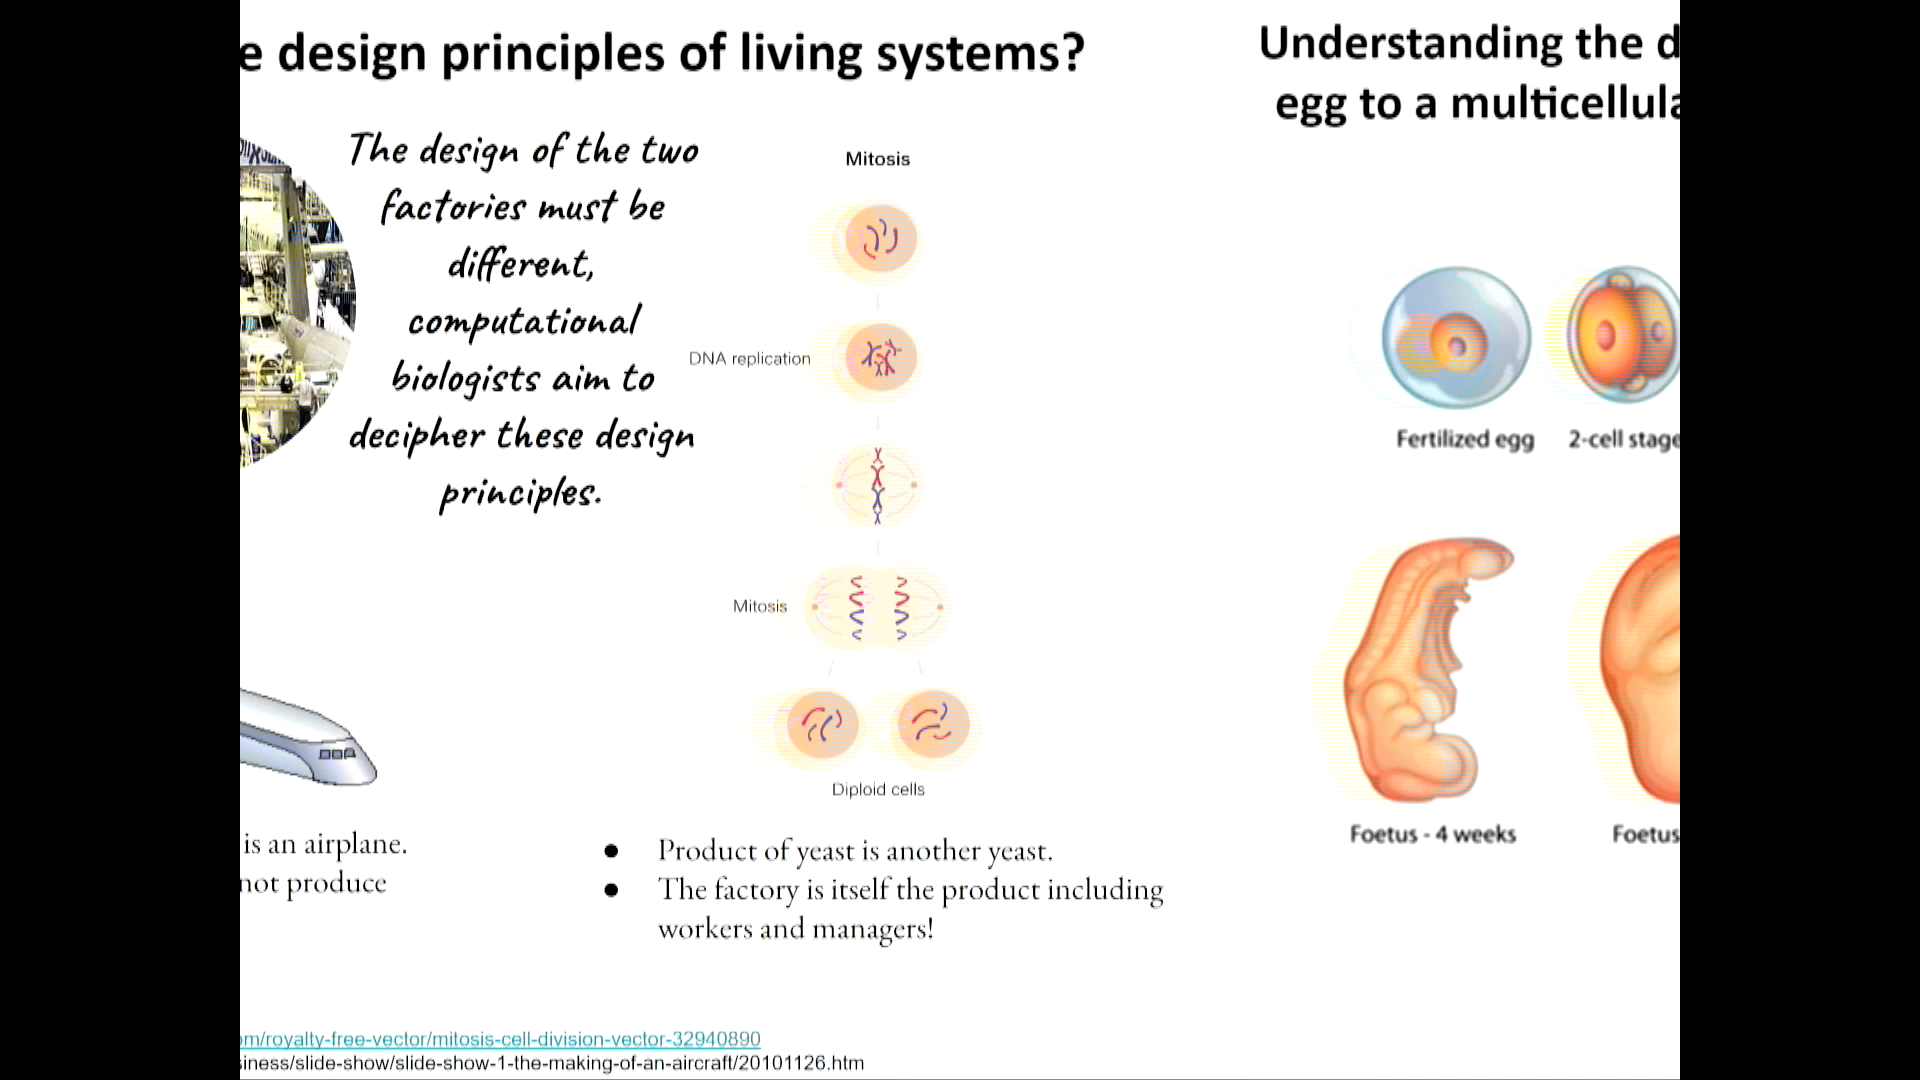 e design principles of living systems?
The design of the two
factories must be
different,
computational
biologists aim to
decipher these design
principles.
Mitosis
DNA replication
Mitosis
Diploid cells
is an airplane.
not produce
● Product of yeast is another yeast.
● The factory is itself the product including
workers and managers!
om/royalty-free-vector/mitosis-cell-division-vector-32940890
siness/slide-show/slide-show-1-the-making-of-an-aircraft/20101126.htm
Understanding the d
egg to a multicellula
Fertilized egg
2-cell stage
Foetus - 4 weeks
Foetus